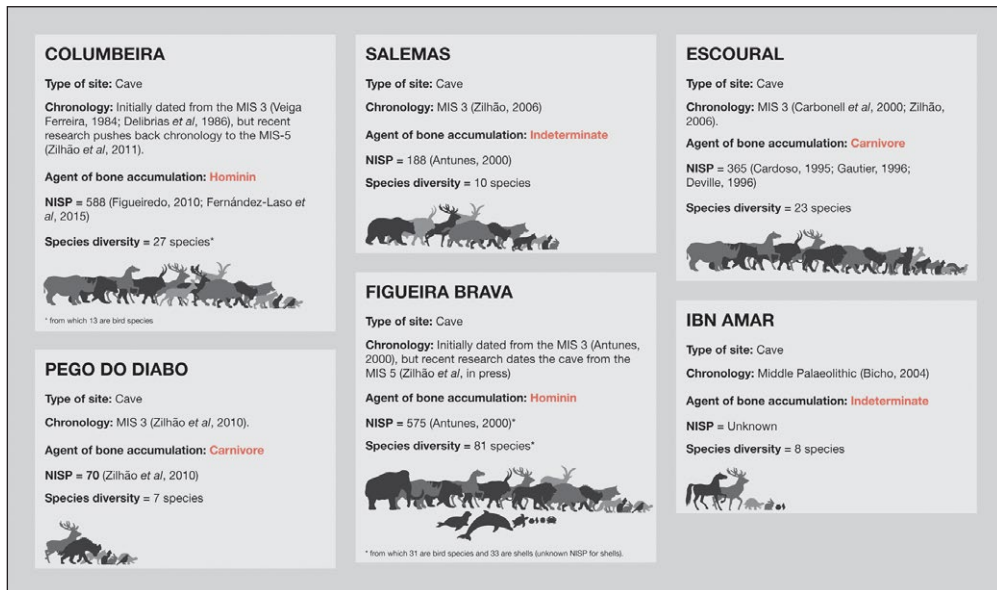 COLUMBEIRA
Type of site: Cave
Chronology: Initially dated from the MIS 3 (Veiga
Ferreira, 1984; Delibrias et al, 1986), but recent
research pushes back chronology to the MIS-5
(Zilhão et al, 2011).
Agent of bone accumulation: Hominin
NISP = 588 (Figueiredo, 2010; Fernández-Laso et
al, 2015)
Species diversity = 27 species*
* from which 13 are bird species
PEGO DO DIABO
Type of site: Cave
Chronology: MIS 3 (Zilhão et al, 2010).
Agent of bone accumulation: Carnivore
NISP = 70 (Zilhão et al, 2010)
Species diversity = 7 species
SALEMAS
Type of site: Cave
Chronology: MIS 3 (Zilhão, 2006)
Agent of bone accumulation: Indeterminate
NISP = 188 (Antunes, 2000)
Species diversity = 10 species
FIGUEIRA BRAVA
Type of site: Cave
Chronology: Initially dated from the MIS 3 (Antunes,
2000), but recent research dates the cave from the
MIS 5 (Zilhão et al, in press)
Agent of bone accumulation: Hominin
NISP = 575 (Antunes, 2000)*
Species diversity = 81 species*
* from which 31 are bird species and 33 are shells (unknown NISP for shells).
ESCOURAL
Type of site: Cave
Chronology: MIS 3 (Carbonell et al, 2000; Zilhão,
2006).
Agent of bone accumulation: Carnivore
NISP = 365 (Cardoso, 1995; Gautier, 1996;
Deville, 1996)
Species diversity = 23 species
IBN AMAR
Type of site: Cave
Chronology: Middle Palaeolithic (Bicho, 2004)
Agent of bone accumulation: Indeterminate
NISP = Unknown
Species diversity = 8 species